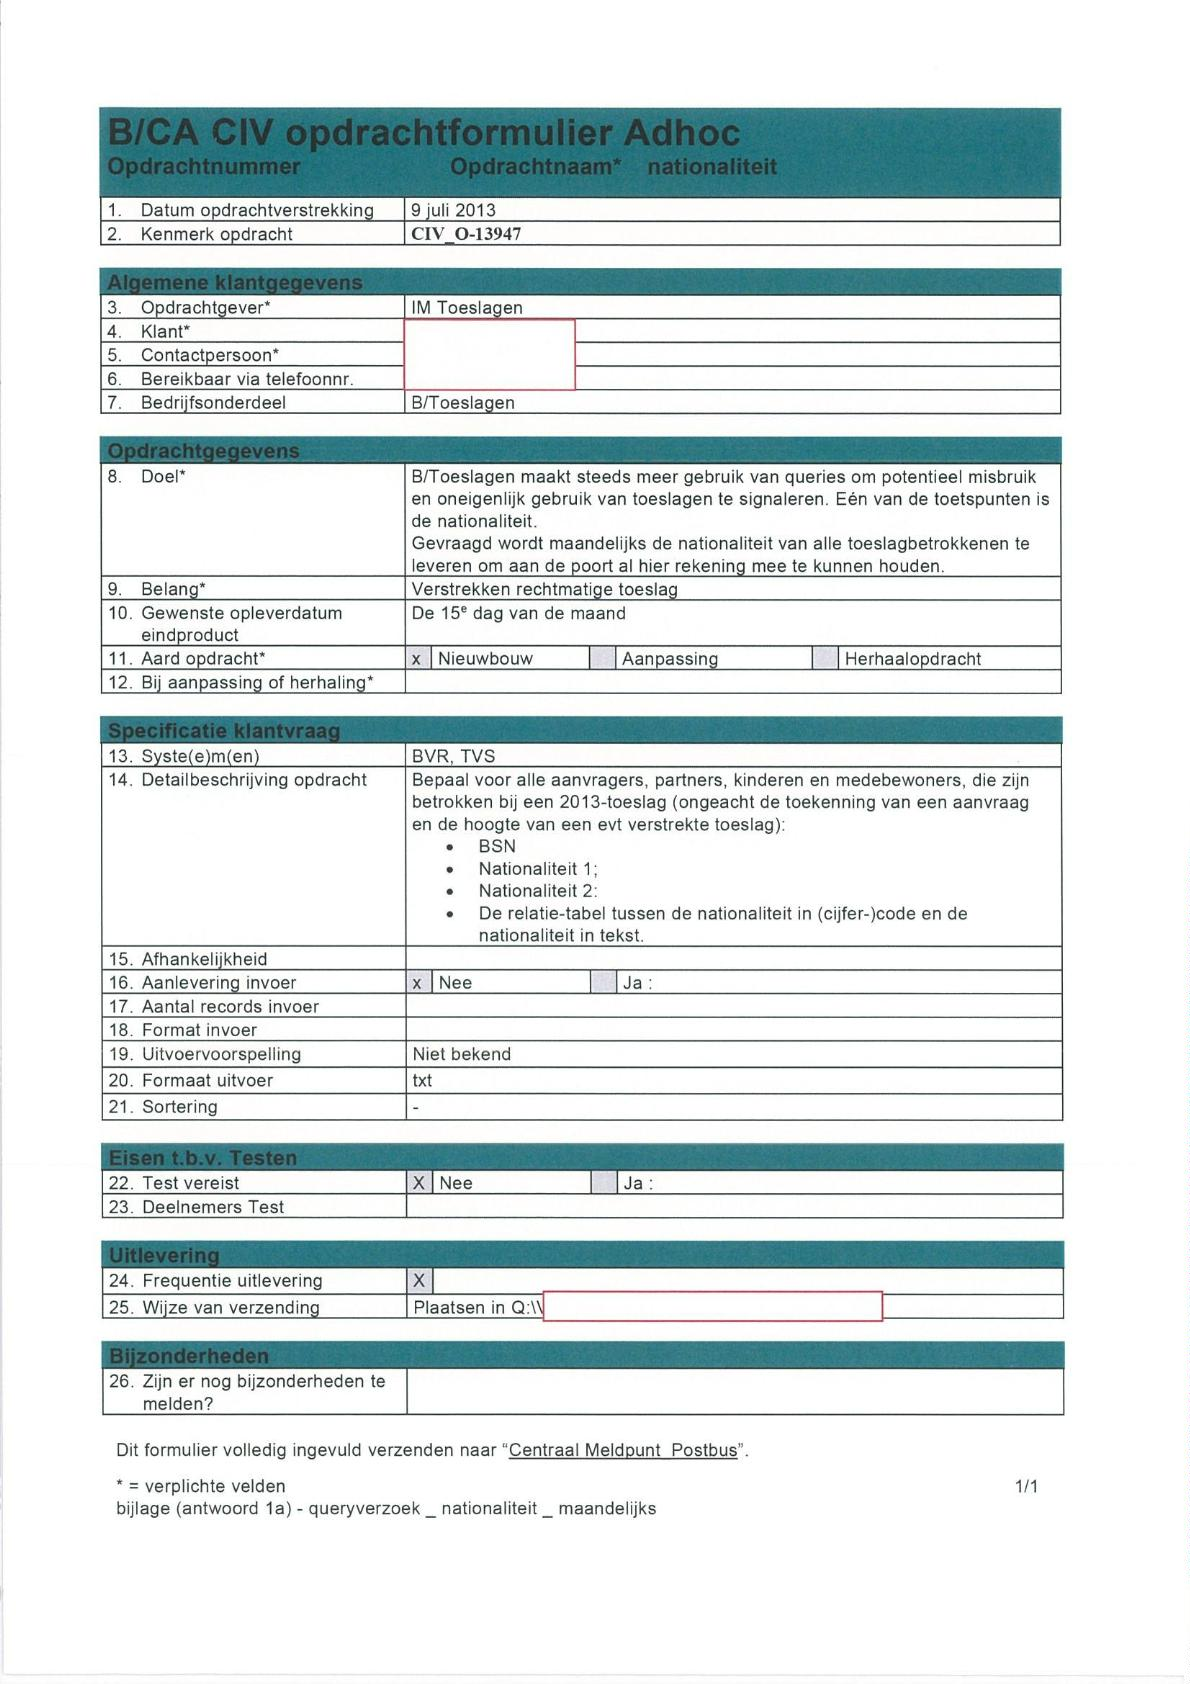 B/CA CIV opdrachtformulier Adhoc
Opdrachtnummer Opdrachtnaam* nationaliteit
1. Datum opdrachtverstrekking 9 juli 2013
2. Kenmerk opdracht CIV_O-13947
Algemene klantgegevens
3. Opdrachtgever* IM Toeslagen
4. Klant*
5. Contactpersoon*
6. Bereikbaar via telefoonnr.
7. Bedrijfsonderdeel B/Toeslagen
Opdrachtgegevens
8. Doel* B/Toeslagen maakt steeds meer gebruik van queries om potentieel misbruik
en oneigenlijk gebruik van toeslagen te signaleren. Eén van de toetspunten is
de nationaliteit.
Gevraagd wordt maandelijks de nationaliteit van alle toeslagbetrokkenen te
leveren om aan de poort al hier rekening mee te kunnen houden.
9. Belang* Verstrekken rechtmatige toeslag
10. Gewenste opleverdatum De 15e dag van de maand
eindproduct
11. Aard opdracht* x Nieuwbouw Aanpassing Herhaalopdracht
12. Bij aanpassing of herhaling*
Specificatie klantvraag
13. Syste(e)m(en) BVR, TVS
14. Detailbeschrijving opdracht Bepaal voor alle aanvragers, partners, kinderen en medebewoners, die zijn
betrokken bij een 2013-toeslag (ongeacht de toekenning van een aanvraag
en de hoogte van een evt verstrekte toeslag):
• BSN
• Nationaliteit 1;
• Nationaliteit 2:
• De relatie-tabel tussen de nationaliteit in (cijfer-)code en de
nationaliteit in tekst.
15. Afhankelijkheid
16. Aanlevering invoer x Nee Ja :
17. Aantal records invoer
18. Format invoer
19. Uitvoervoorspelling Niet bekend
20. Formaat uitvoer txt
21. Sortering -
Eisen t.b.v. Testen
22. Test vereist X Nee Ja :
23. Deelnemers Test
Uitlevering
24. Frequentie uitlevering X
25. Wijze van verzending Plaatsen in Q:\\
Bijzonderheden
26. Zijn er nog bijzonderheden te
melden?
Dit formulier volledig ingevuld verzenden naar “Centraal Meldpunt_Postbus”.
* = verplichte velden 1/1
bijlage (antwoord 1a) - queryverzoek _ nationaliteit _ maandelijks